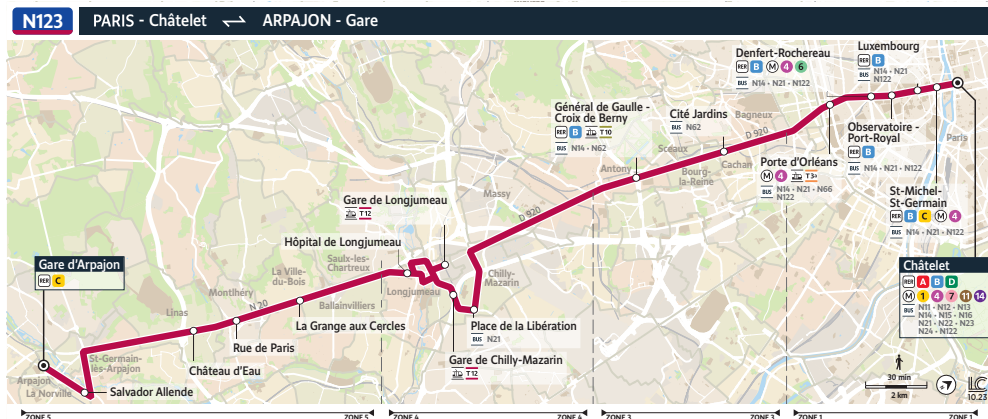 N123 PARIS - Châtelet ARPAJON - Gare
Denfert-Rochereau
RER B M 4 6
BUS N14 • N21 • N122
Luxembourg
RER B
BUS N14 • N21
N122
Général de Gaulle -
Croix de Berny
RER B T10
BUS N14 • N62
Cité Jardins
BUS N62
Bagneux
D 920
Paris
Observatoire -
Port-Royal
RER B
BUS N14 • N21 • N122
Sceaux
Cachan
Antony
Bourg-
la-Reine
Porte d'Orléans
M 4 T3a
BUS N14 • N21 • N66
N122
St-Michel-
St-Germain
RER B C M 4
BUS N14 • N21 • N122
Massy
D 920
Gare de Longjumeau
T12
Hôpital de Longjumeau
Saulx-les-
Chartreux
Longjumeau
Chilly-
Mazarin
Gare d'Arpajon
RER C
La Ville-
du-Bois
Montlhéry
N 20
Ballainvilliers
Linas
Châtelet
RER A B D
M 1 4 7 11 14
BUS N11 • N12 • N13
N14 • N15 • N16
N21 • N22 • N23
N24 • N122
La Grange aux Cercles
Place de la Libération
BUS N21
Rue de Paris
Gare de Chilly-Mazarin
T12
Château d'Eau
St-Germain-
lès-Arpajon
Arpajon
La Norville
Salvador Allende
30 min
2 km
LC
10.23
ZONE 5 ZONE 5 ZONE 4 ZONE 4 ZONE 3 ZONE 3 ZONE 1 ZONE 1